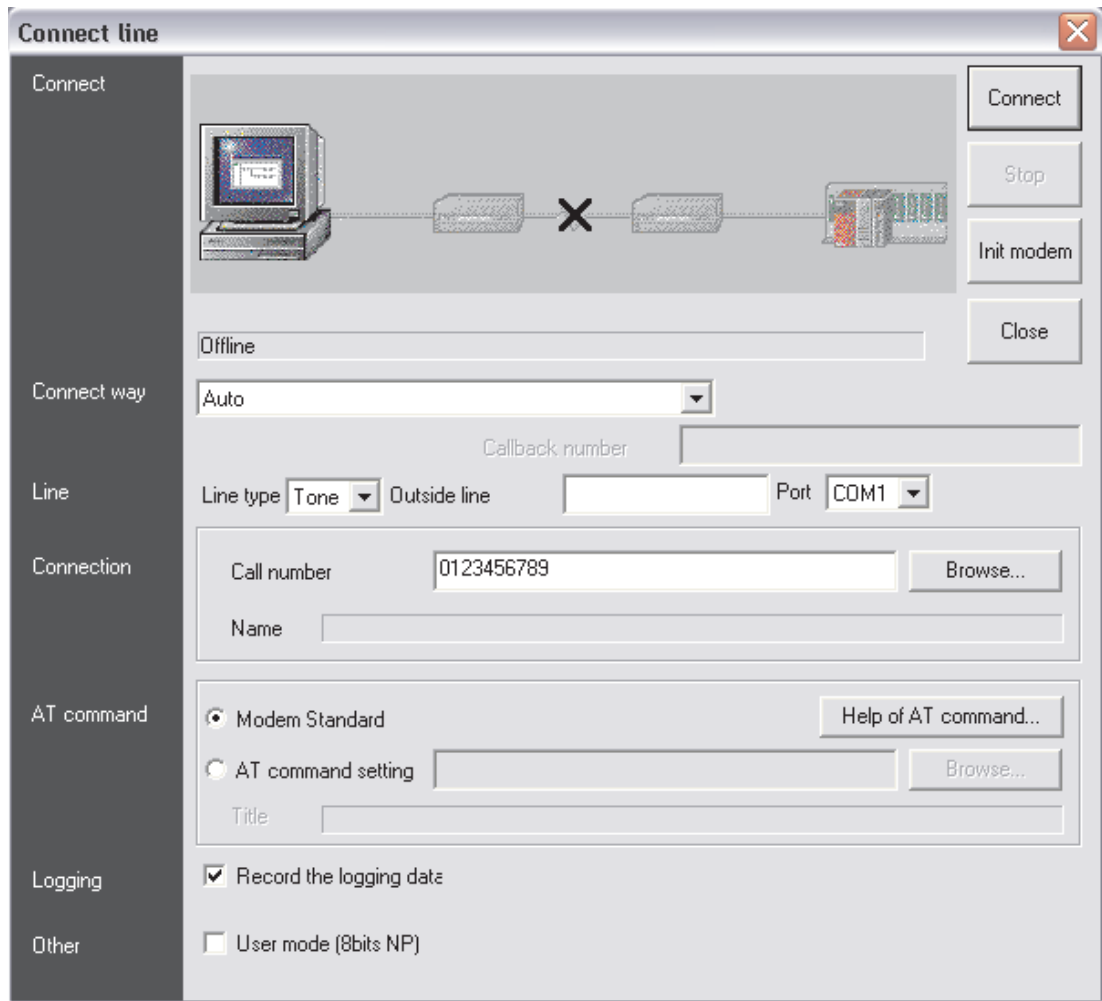 Connect line
Connect
Connect
Stop
Init modem
Close
Offline
Connect way
Auto
Callback number
Line
Line type Tone Outside line Port COM1
Connection
Call number 0123456789 Browse...
Name
AT command
Modem Standard Help of AT command...
AT command setting Browse...
Title
Logging
Record the logging data
Other
User mode (8bits NP)